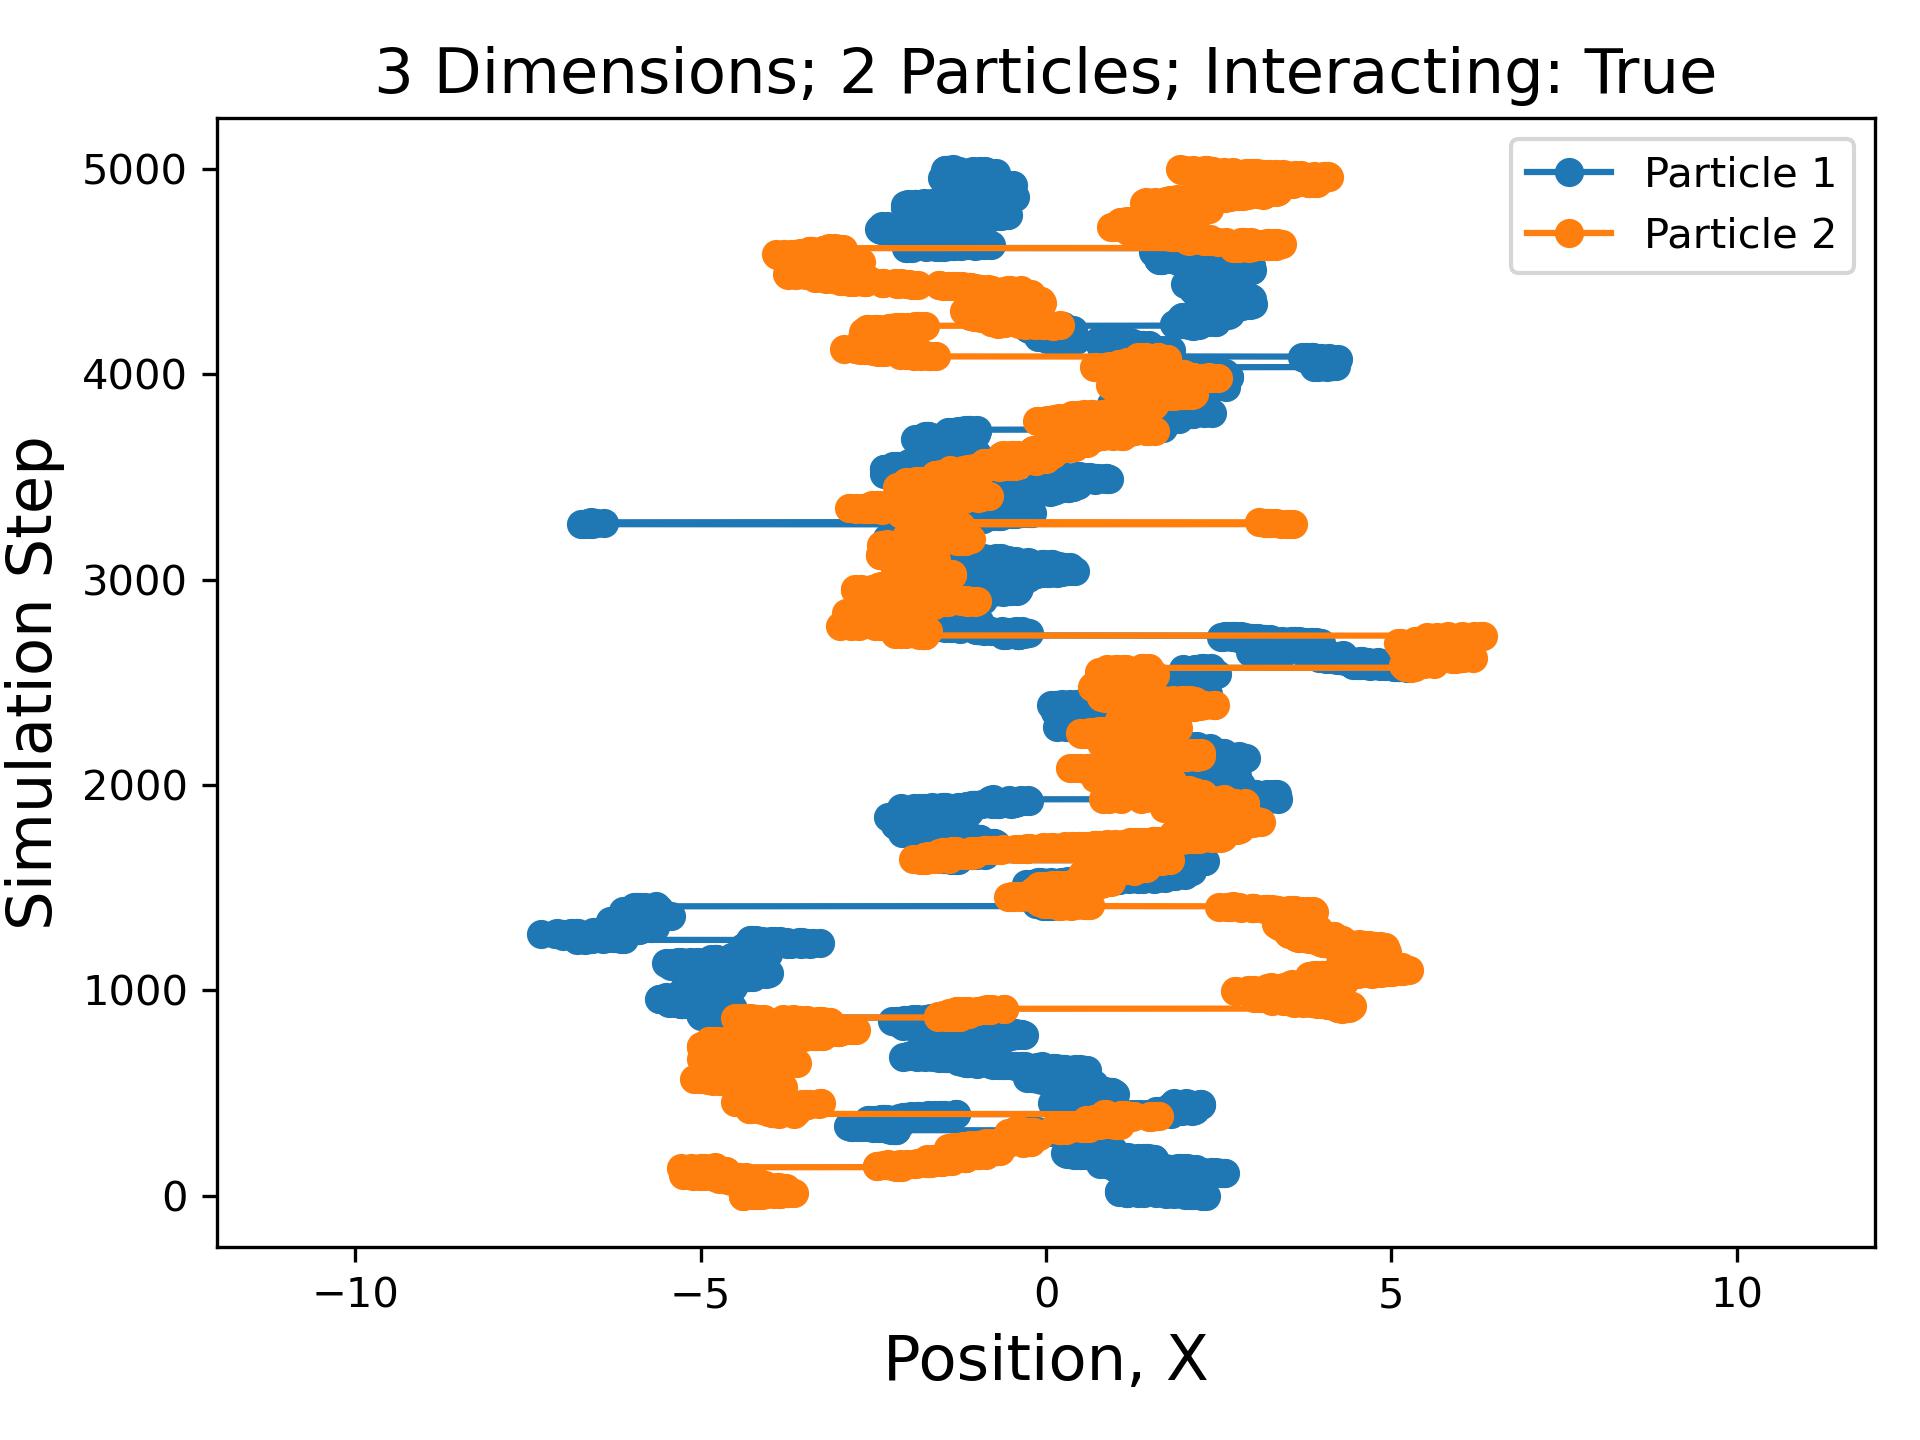 3 Dimensions; 2 Particles; Interacting: True
Particle 1
Particle 2
Simulation Step
5000
4000
3000
2000
1000
0
−10
−5
0
5
10
Position, X